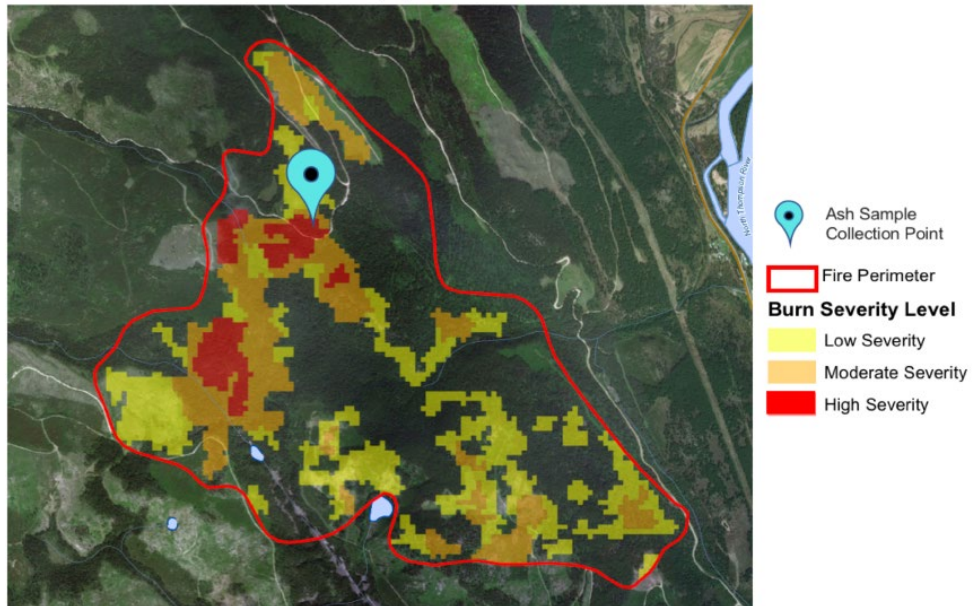 North Thompson River
Ash Sample
Collection Point
Fire Perimeter
Burn Severity Level
Low Severity
Moderate Severity
High Severity